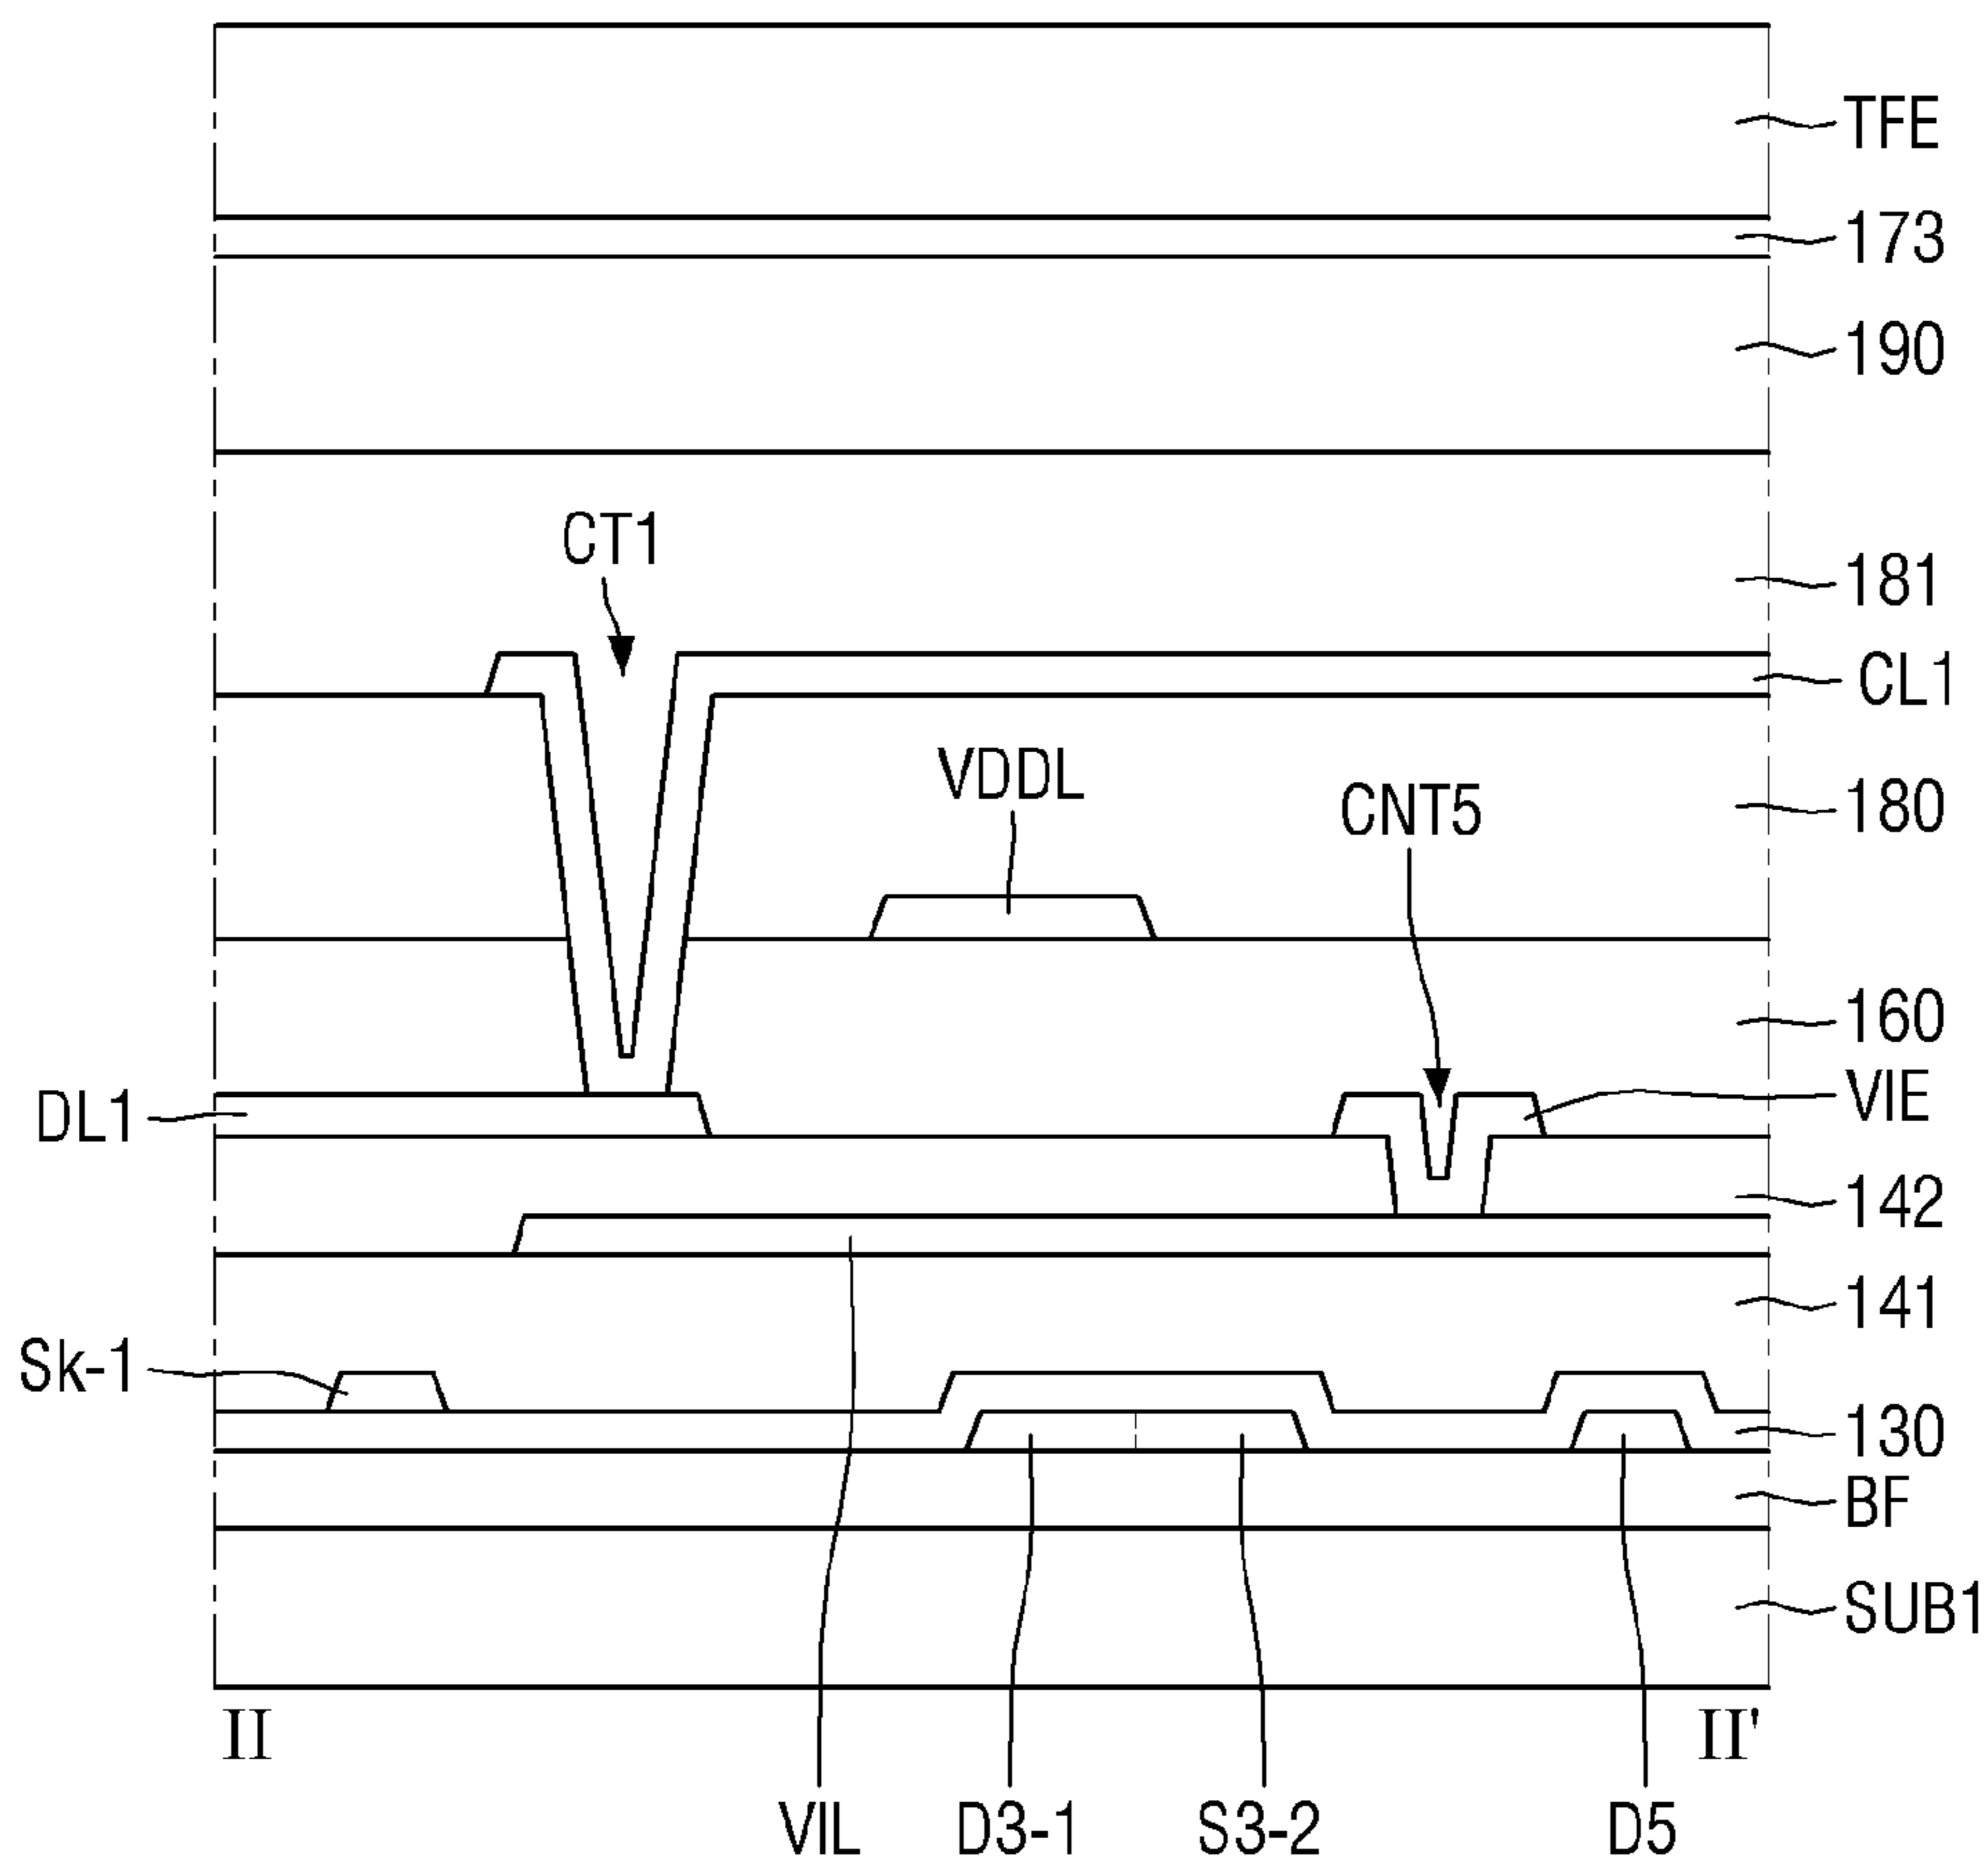 TFE
173
190
CT1
181
CL1
VDDL
CNT5
180
160
DL1
VIE
142
141
Sk-1
130
BF
SUB1
II
II'
VIL
D3-1
S3-2
D5